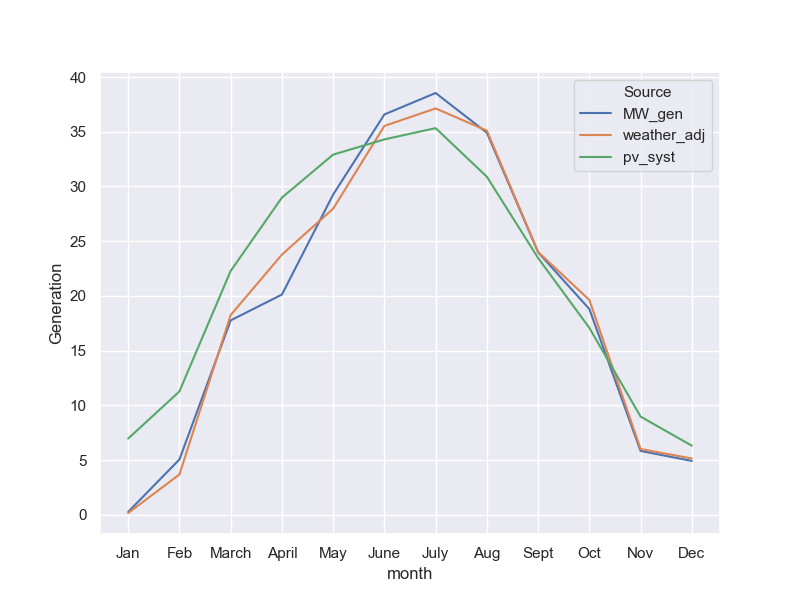 Source
MW_gen
weather_adj
pv_syst
Generation
40
35
30
25
20
15
10
5
0
Jan Feb March April May June July Aug Sept Oct Nov Dec
month